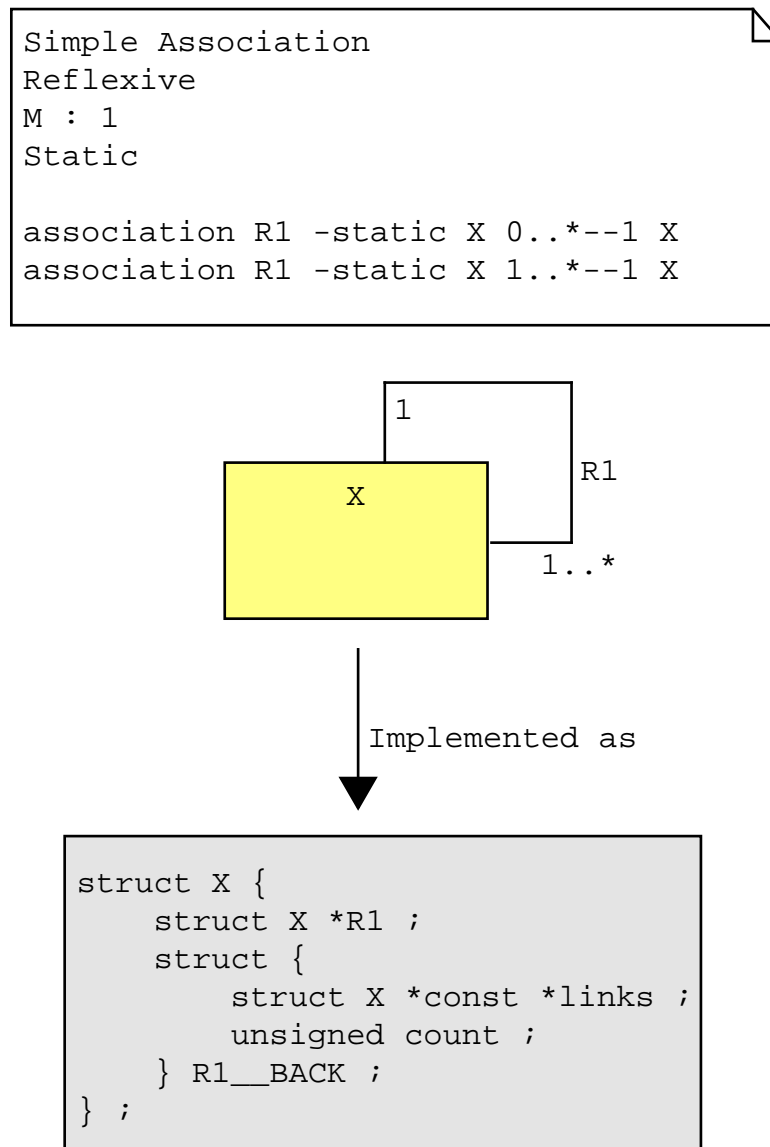 Simple Association
Reflexive
M : 1
Static
association R1 -static X 0..*--1 X
association R1 -static X 1..*--1 X
1
R1
X
1..*
Implemented as
struct X {
    struct X *R1 ;
    struct {
        struct X *const *links ;
        unsigned count ;
    } R1__BACK ;
} ;